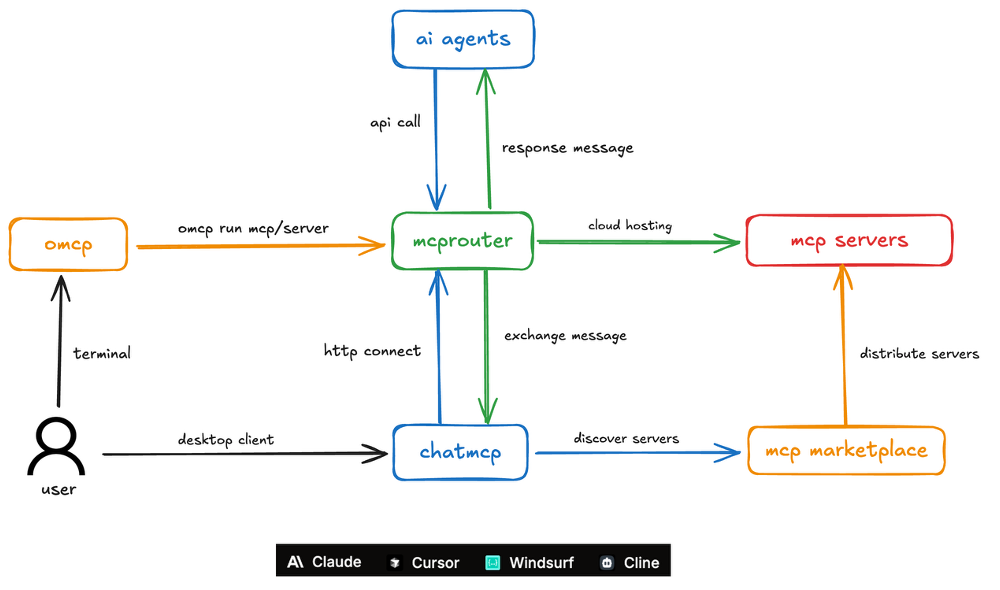 ai agents
api call
response message
omcp
omcp run mcp/server
mcprouter
cloud hosting
mcp servers
terminal
http connect
exchange message
distribute servers
desktop client
chatmcp
discover servers
mcp marketplace
user
Claude Cursor Windsurf Cline